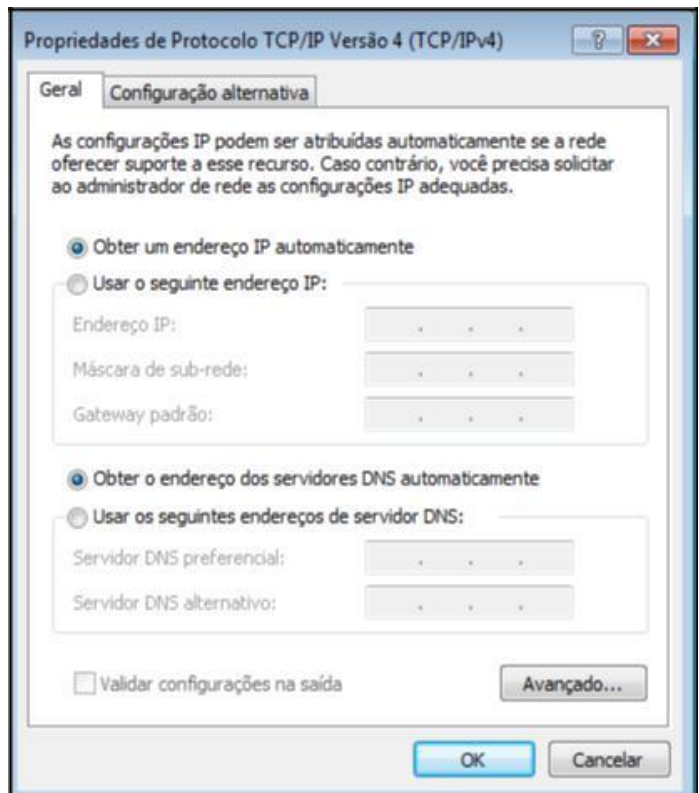 Propriedades de Protocolo TCP/IP Versão 4 (TCP/IPv4)
Geral
Configuração alternativa
As configurações IP podem ser atribuídas automaticamente se a rede
oferecer suporte a esse recurso. Caso contrário, você precisa solicitar
ao administrador de rede as configurações IP adequadas.
Obter um endereço IP automaticamente
Usar o seguinte endereço IP:
Endereço IP:
Máscara de sub-rede:
Gateway padrão:
Obter o endereço dos servidores DNS automaticamente
Usar os seguintes endereços de servidor DNS:
Servidor DNS preferencial:
Servidor DNS alternativo:
Validar configurações na saída
Avançado...
OK
Cancelar